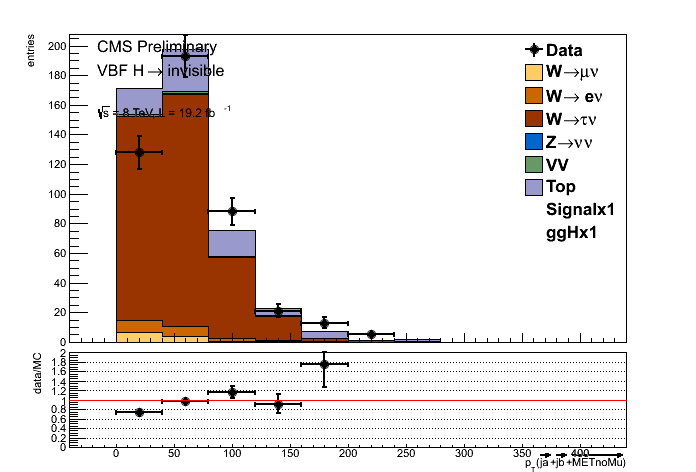 entries
CMS Preliminary
VBF H → invisible
√s = 8 TeV, L = 19.2 fb⁻¹
Data
W→μν
W→ eν
W→τν
Z→νν
VV
Top
Signalx1
ggHx1
200
180
160
140
120
100
80
60
40
20
0
data/MC
2
1.8
1.6
1.4
1.2
1
0.8
0.6
0.4
0.2
0
0 50 100 150 200 250 300 350 400
p_T(ja+jb+METnoMu)